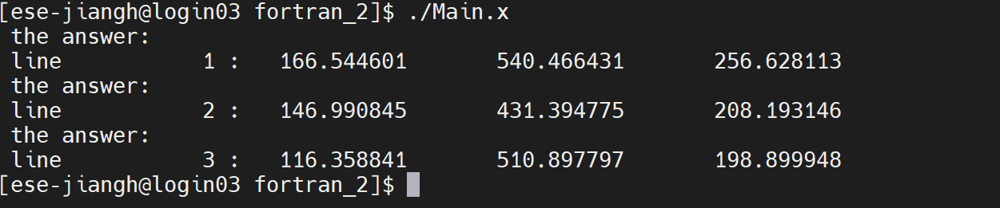 [ese-jiangh@login03 fortran_2]$ ./Main.x
the answer:
line 1 : 166.544601 540.466431 256.628113
the answer:
line 2 : 146.990845 431.394775 208.193146
the answer:
line 3 : 116.358841 510.897797 198.899948
[ese-jiangh@login03 fortran_2]$